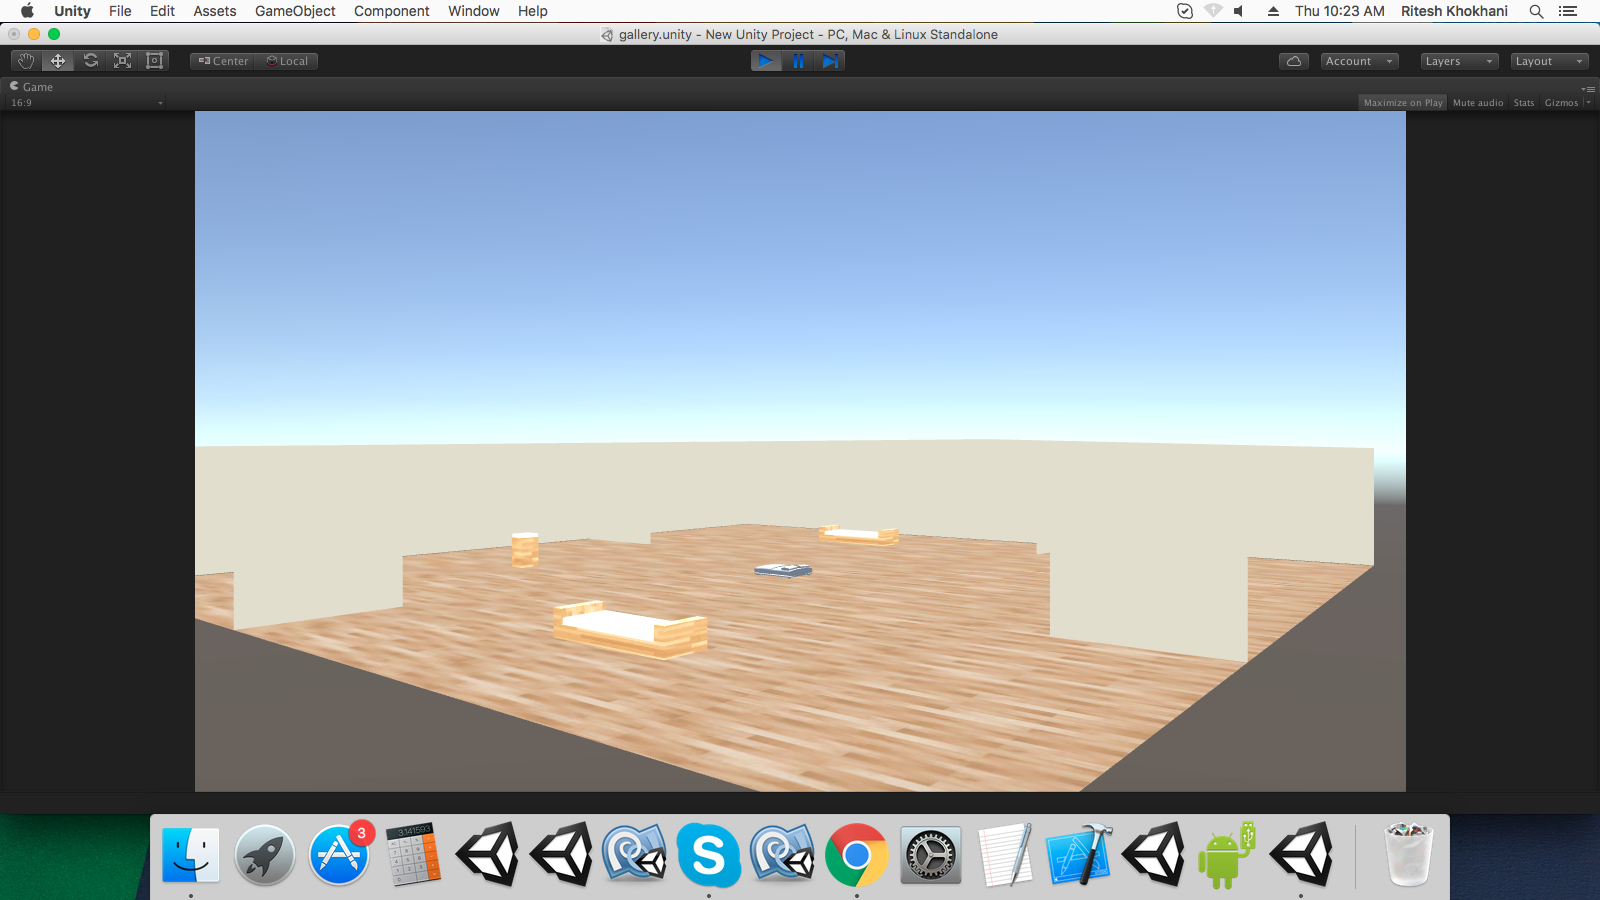 Unity File Edit Assets GameObject Component Window Help Thu 10:23 AM Ritesh Khokhani
gallery.unity - New Unity Project - PC, Mac & Linux Standalone
Center Local Account Layers Layout
Game
16:9 Maximize on Play Mute audio Stats Gizmos
3
3.141593
S